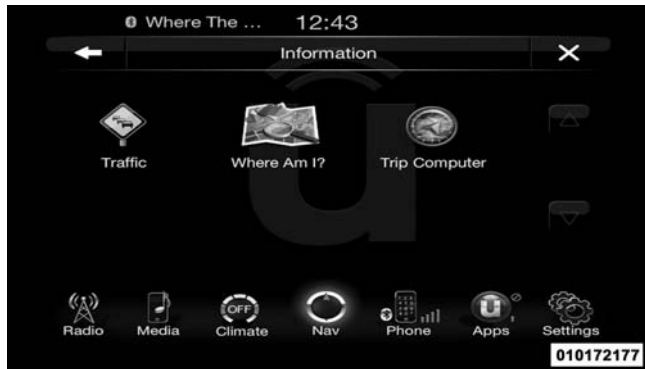 Where The ... 12:43
Information
Traffic Where Am I? Trip Computer
OFF
Radio Media Climate Nav Phone Apps Settings
010172177